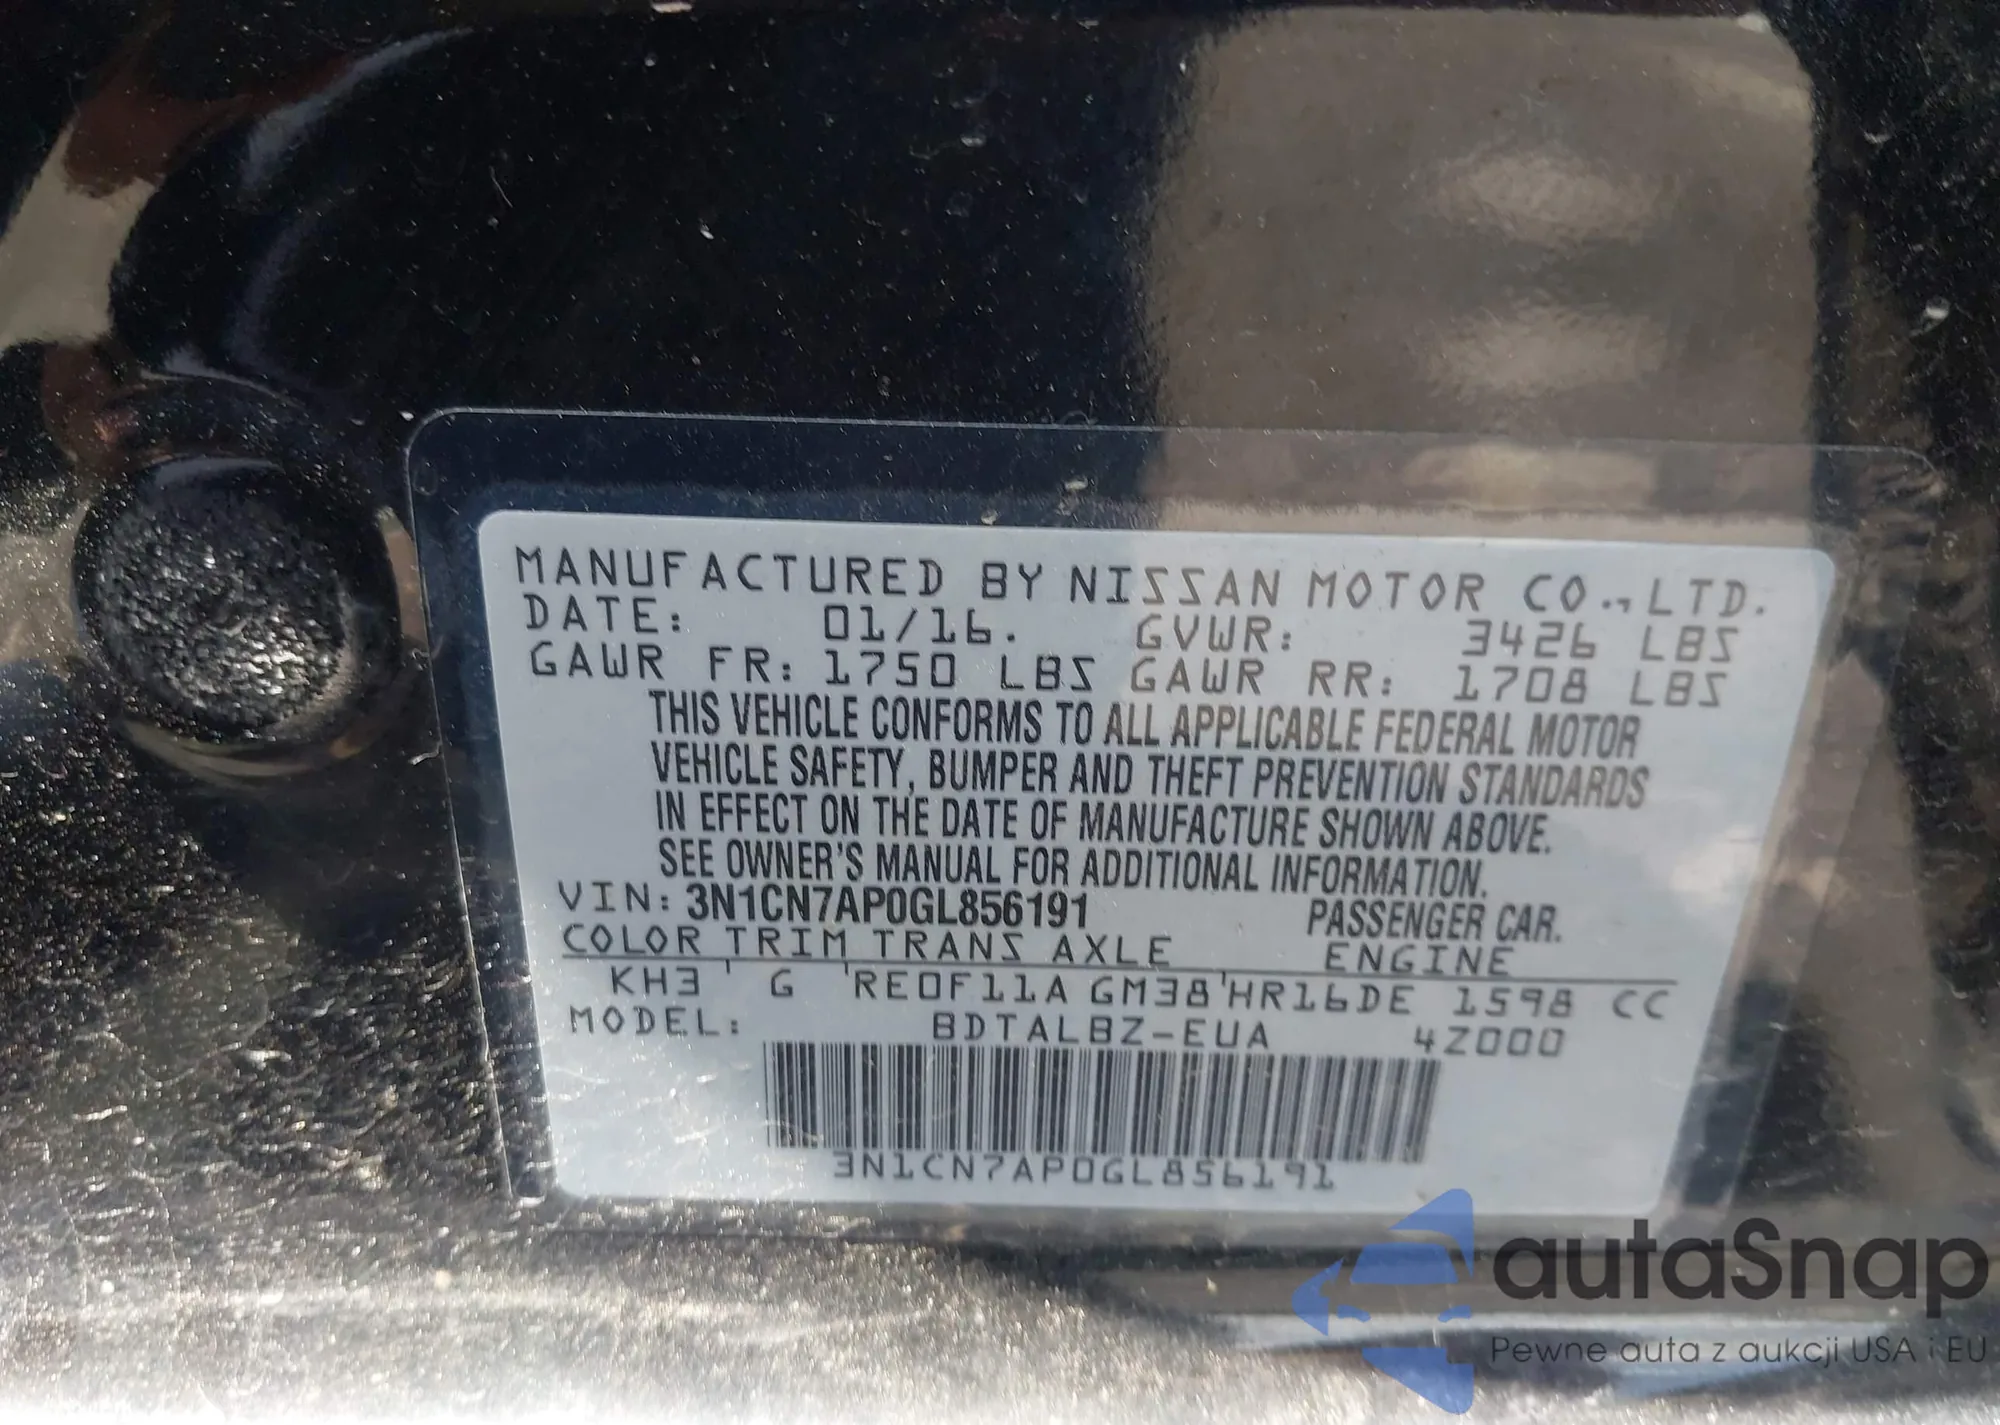 MANUFACTURED BY NISSAN MOTOR CO., LTD.
DATE: 01/16. GVWR: 3426 LBS
GAWR FR: 1750 LBS GAWR RR: 1708 LBS
THIS VEHICLE CONFORMS TO ALL APPLICABLE FEDERAL MOTOR
VEHICLE SAFETY, BUMPER AND THEFT PREVENTION STANDARDS
IN EFFECT ON THE DATE OF MANUFACTURE SHOWN ABOVE.
SEE OWNER'S MANUAL FOR ADDITIONAL INFORMATION.
VIN: 3N1CN7AP0GL856191 PASSENGER CAR.
COLOR TRIM TRANS AXLE ENGINE
KH3 ' G 'RE0F11A GM38'HR16DE 1598 CC
MODEL: BDTALBZ-EUA 4Z000
3N1CN7AP0GL856191
autaSnap
Pewne auta z aukcji USA i EU